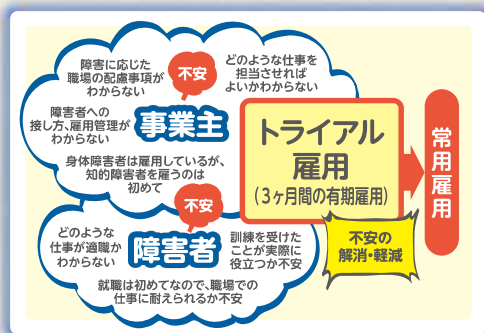 障害に応じた
職場の配慮事項が
わからない
不安
どのような仕事を
担当させれば
よいかわからない
障害者への
接し方、雇用管理が
わからない
事業主
身体障害者は雇用しているが、
知的障害者を雇うのは
初めて
不安
どのような
仕事が適職か
わからない
障害者
訓練を受けた
ことが実際に
役立つか不安
就職は初めてなので、職場での
仕事に耐えられるか不安
トライアル
雇用
(3ヶ月間の有期雇用)
不安の
解消・軽減
常用雇用